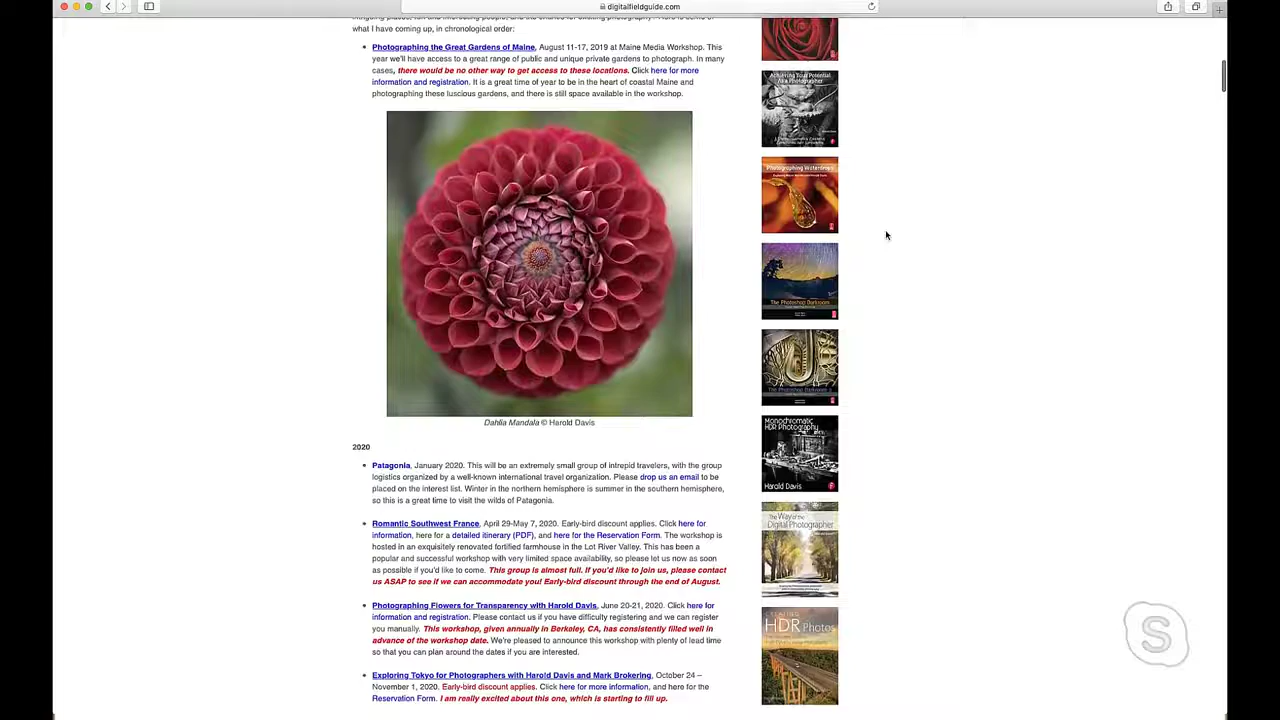 digitalfieldguide.com
what I have coming up, in chronological order:
Photographing the Great Gardens of Maine, August 11-17, 2019 at Maine Media Workshop. This
year we'll have access to a great range of public and unique private gardens to photograph. In many
cases, there would be no other way to get access to these locations. Click here for more
information and registration. It is a great time of year to be in the heart of coastal Maine and
photographing these luscious gardens, and there is still space available in the workshop.
Dahlia Mandala © Harold Davis
2020
Patagonia, January 2020. This will be an extremely small group of intrepid travelers, with the group
logistics organized by a well-known international travel organization. Please drop us an email to be
placed on the interest list. Winter in the northern hemisphere is summer in the southern hemisphere,
so this is a great time to visit the wilds of Patagonia.
Romantic Southwest France, April 29-May 7, 2020. Early-bird discount applies. Click here for
information, here for a detailed itinerary (PDF), and here for the Reservation Form. The workshop is
hosted in an exquisitely renovated fortified farmhouse in the Lot River Valley. This has been a
popular and successful workshop with very limited space availability, so please let us now as soon
as possible if you'd like to come. This group is almost full. If you'd like to join us, please contact
us ASAP to see if we can accommodate you! Early-bird discount through the end of August.
Photographing Flowers for Transparency with Harold Davis, June 20-21, 2020. Click here for
information and registration. Please contact us if you have difficulty registering and we can register
you manually. This workshop, given annually in Berkeley, CA, has consistently filled well in
advance of the workshop date. We're pleased to announce this workshop with plenty of lead time
so that you can plan around the dates if you are interested.
Exploring Tokyo for Photographers with Harold Davis and Mark Brokering, October 24 –
November 1, 2020. Early-bird discount applies. Click here for more information, and here for the
Reservation Form. I am really excited about this one, which is starting to fill up.
Achieving Your Potential
As a Photographer
Photographing Waterdrops
The Photoshop Darkroom
The Photoshop Darkroom 2
Monochromatic
HDR Photography
Harold Davis
The Way of the
Digital Photographer
CREATING
HDR Photos
S